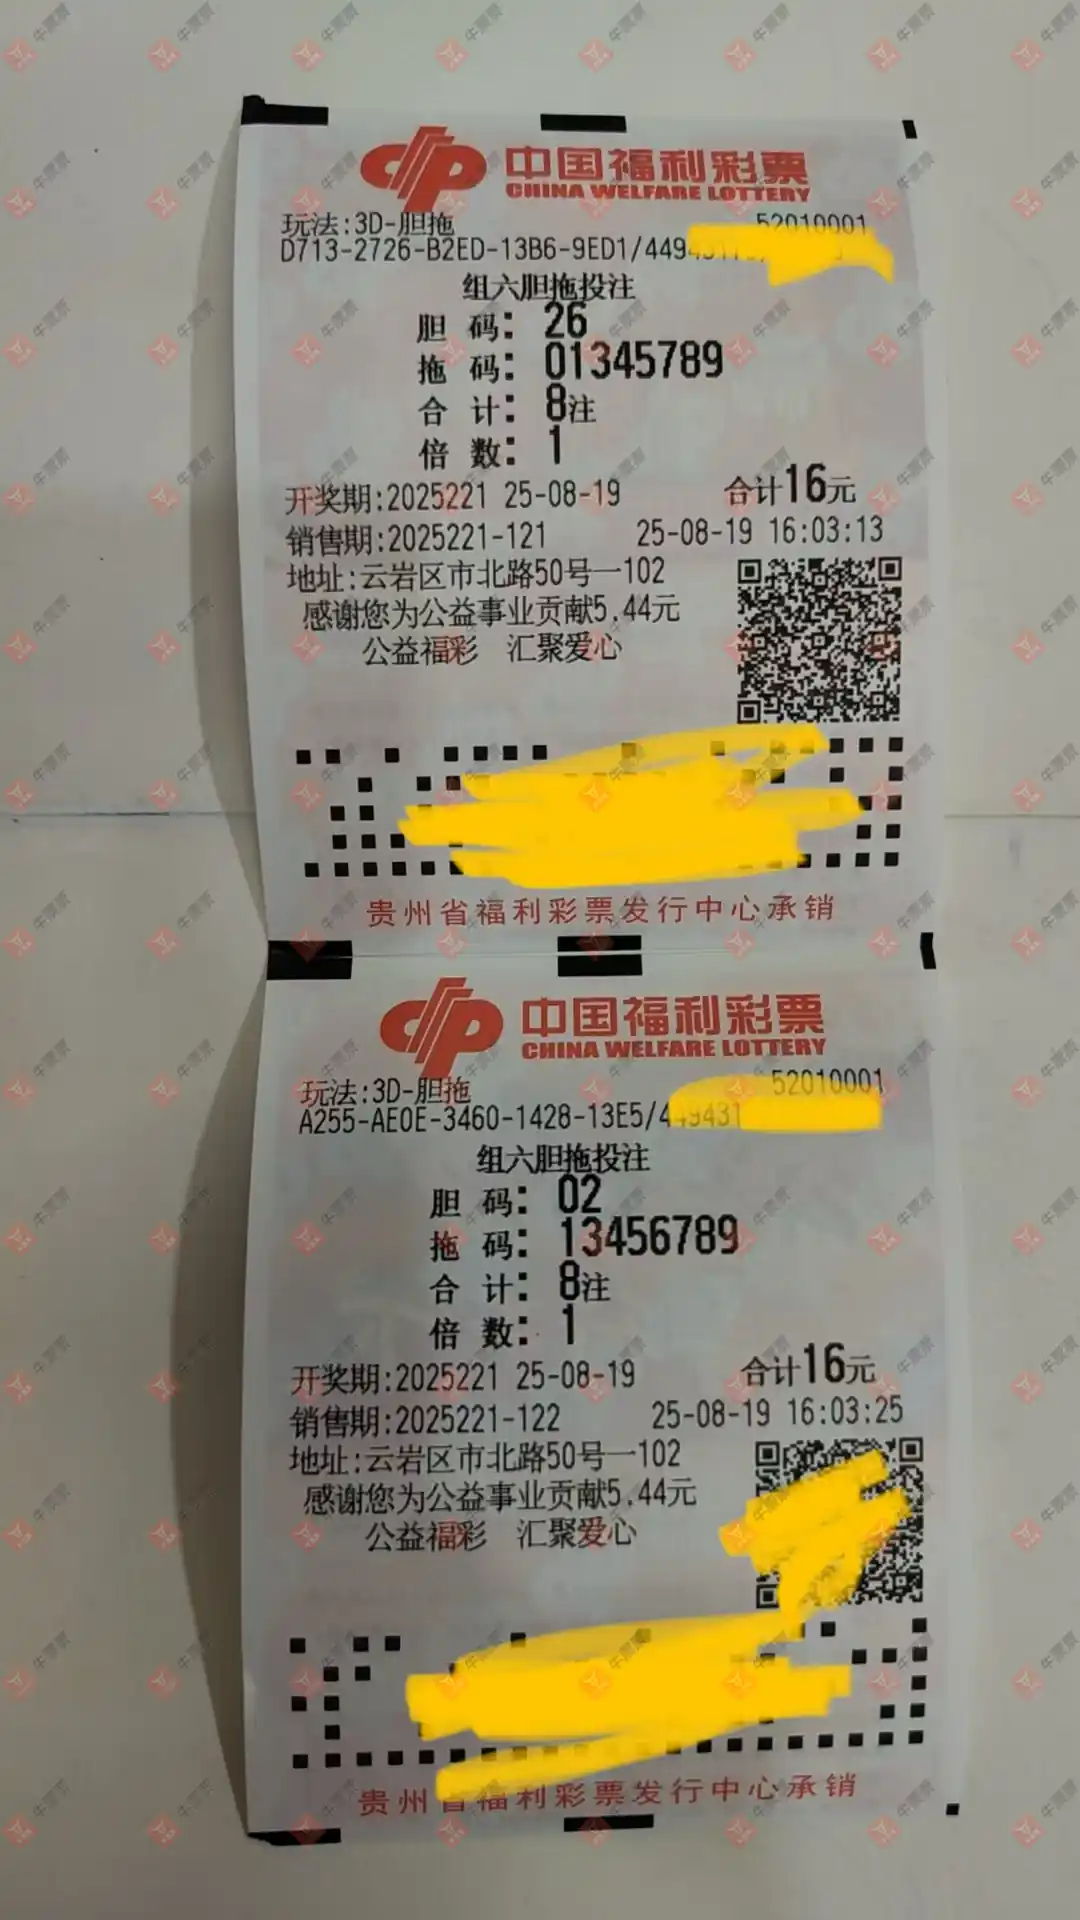 中国福利彩票
CHINA WELFARE LOTTERY
玩法:3D-胆拖 52010001
D713-2726-B2ED-13B6-9ED1/4494
组六胆拖投注
胆 码: 26
拖 码: 01345789
合 计: 8注
倍 数: 1
开奖期:2025221 25-08-19 合计16元
销售期:2025221-121 25-08-19 16:03:13
地址:云岩区市北路50号一102
感谢您为公益事业贡献5.44元
公益福彩 汇聚爱心
贵州省福利彩票发行中心承销
中国福利彩票
CHINA WELFARE LOTTERY
玩法:3D-胆拖 52010001
A255-AE0E-3460-1428-13E5/449431
组六胆拖投注
胆 码: 02
拖 码: 13456789
合 计: 8注
倍 数: 1
开奖期:2025221 25-08-19 合计16元
销售期:2025221-122 25-08-19 16:03:25
地址:云岩区市北路50号一102
感谢您为公益事业贡献5.44元
公益福彩 汇聚爱心
贵州省福利彩票发行中心承销